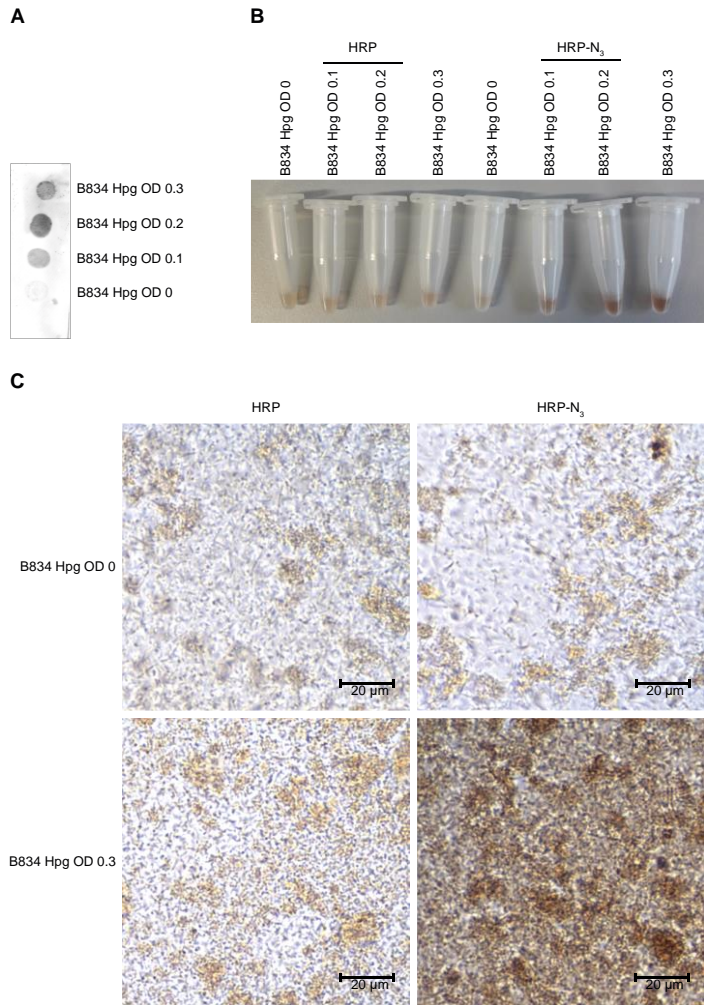 A
B834 Hpg OD 0.3
B834 Hpg OD 0.2
B834 Hpg OD 0.1
B834 Hpg OD 0
B
HRP
HRP-N3
B834 Hpg OD 0
B834 Hpg OD 0.1
B834 Hpg OD 0.2
B834 Hpg OD 0.3
B834 Hpg OD 0
B834 Hpg OD 0.1
B834 Hpg OD 0.2
B834 Hpg OD 0.3
C
HRP
HRP-N3
B834 Hpg OD 0
20 µm
20 µm
B834 Hpg OD 0.3
20 µm
20 µm